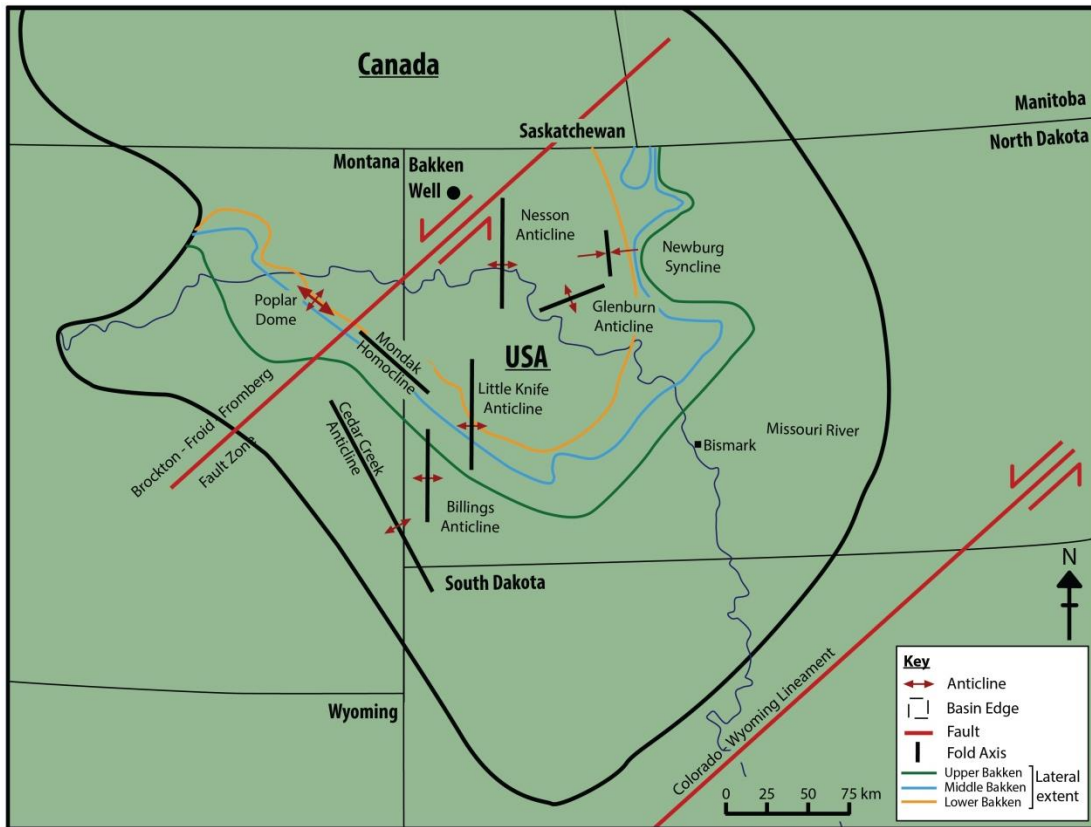 Canada
Manitoba
Saskatchewan
North Dakota
Montana
Bakken
Well
Nesson
Anticline
Newburg
Syncline
Poplar
Dome
Glenburn
Anticline
Mondak
Homocline
USA
Little Knife
Anticline
Brockton - Froid - Fromberg
Fault Zone
Cedar Creek
Anticline
Missouri River
Bismark
Billings
Anticline
South Dakota
N
Wyoming
Colorado - Wyoming Lineament
Key
Anticline
Basin Edge
Fault
Fold Axis
Upper Bakken
Middle Bakken
Lower Bakken
Lateral
extent
0 25 50 75 km